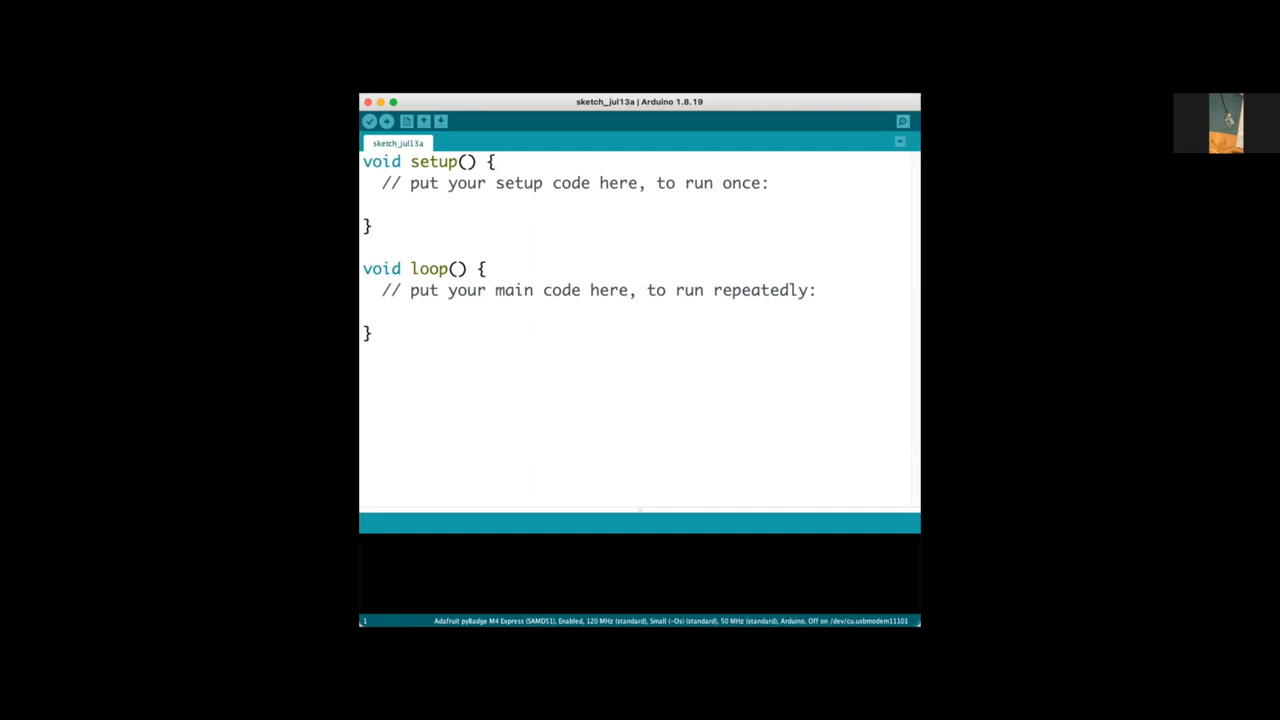 sketch_jul13a | Arduino 1.8.19
sketch_jul13a
void setup() {
  // put your setup code here, to run once:
}
void loop() {
  // put your main code here, to run repeatedly:
}
1
Adafruit pyBadge M4 Express (SAMD51), Enabled, 120 MHz (standard), Small (-Os) (standard), 50 MHz (standard), Arduino, Off on /dev/cu.usbmodem11101